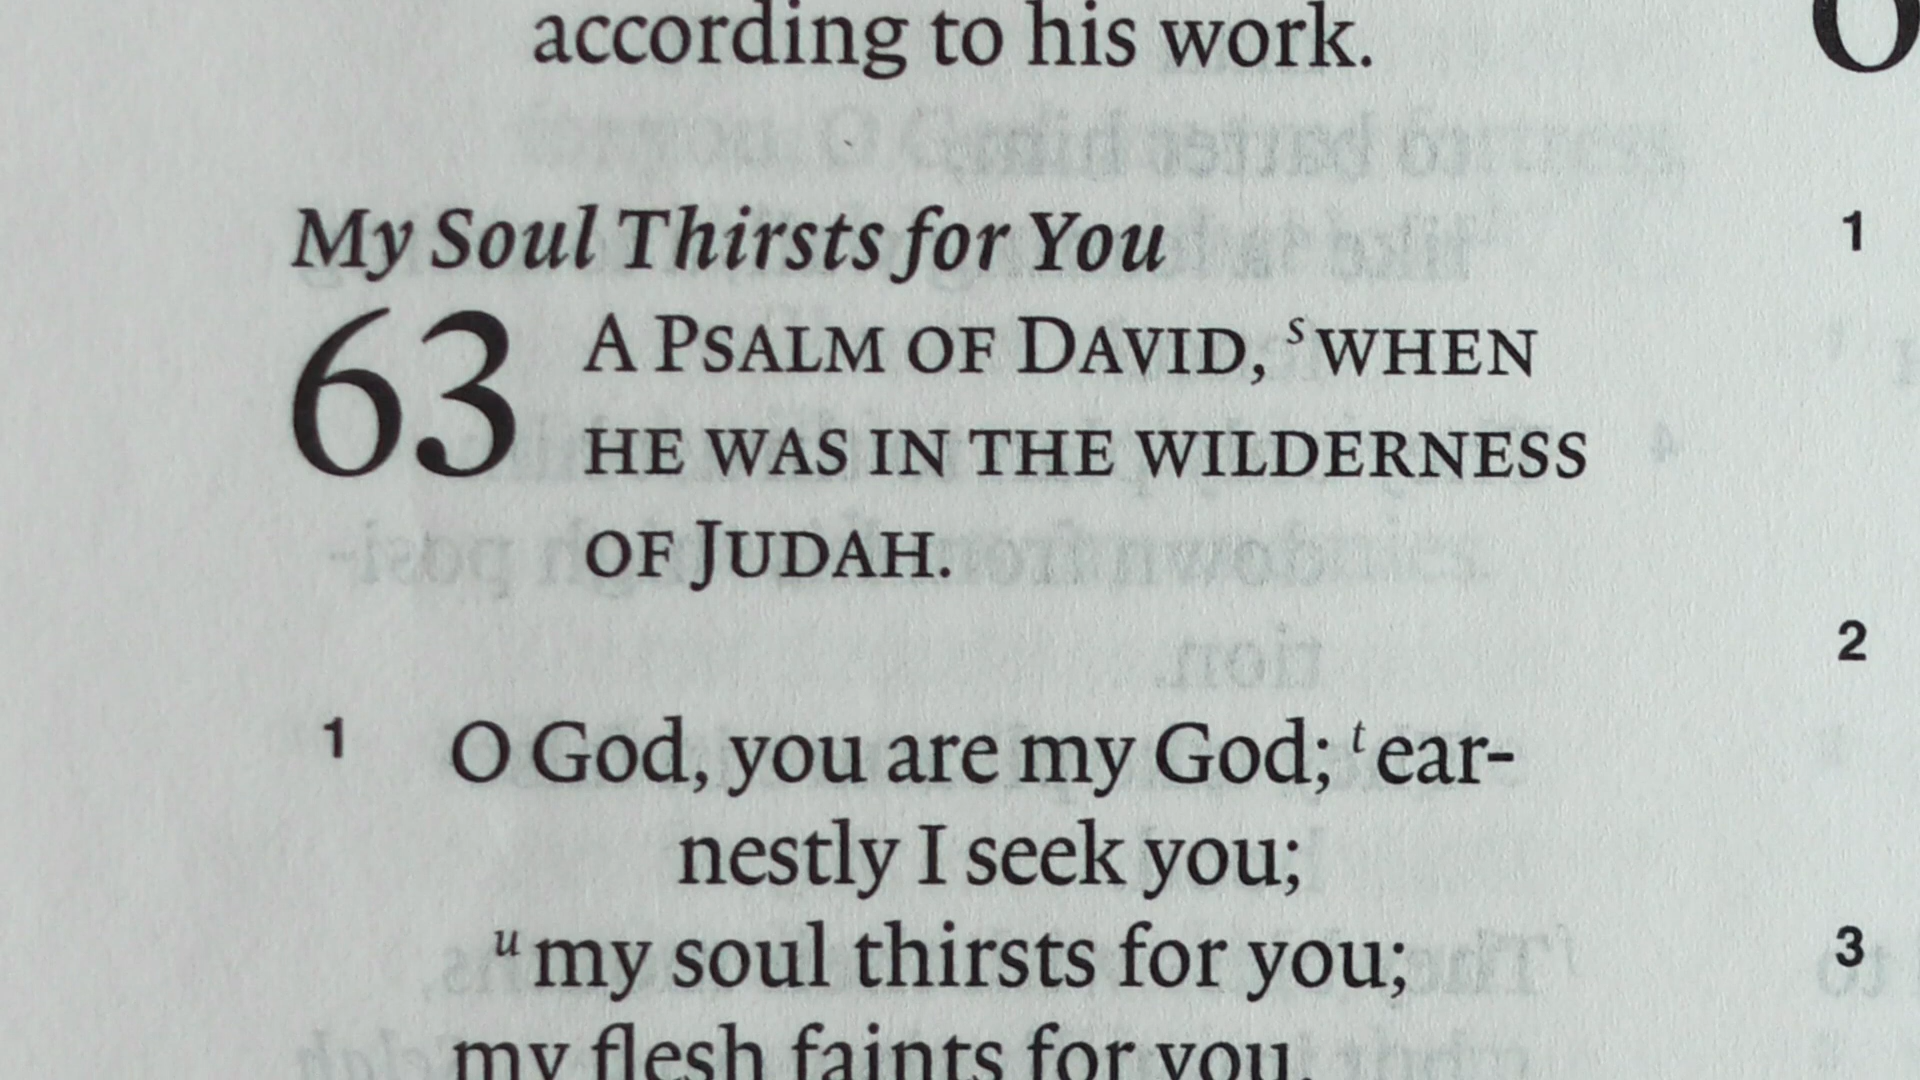 according to his work.
My Soul Thirsts for You
63 A PSALM OF DAVID, s WHEN
HE WAS IN THE WILDERNESS
OF JUDAH.
1 O God, you are my God; t ear-
nestly I seek you;
u my soul thirsts for you;
my flesh faints for you,
1
2
3